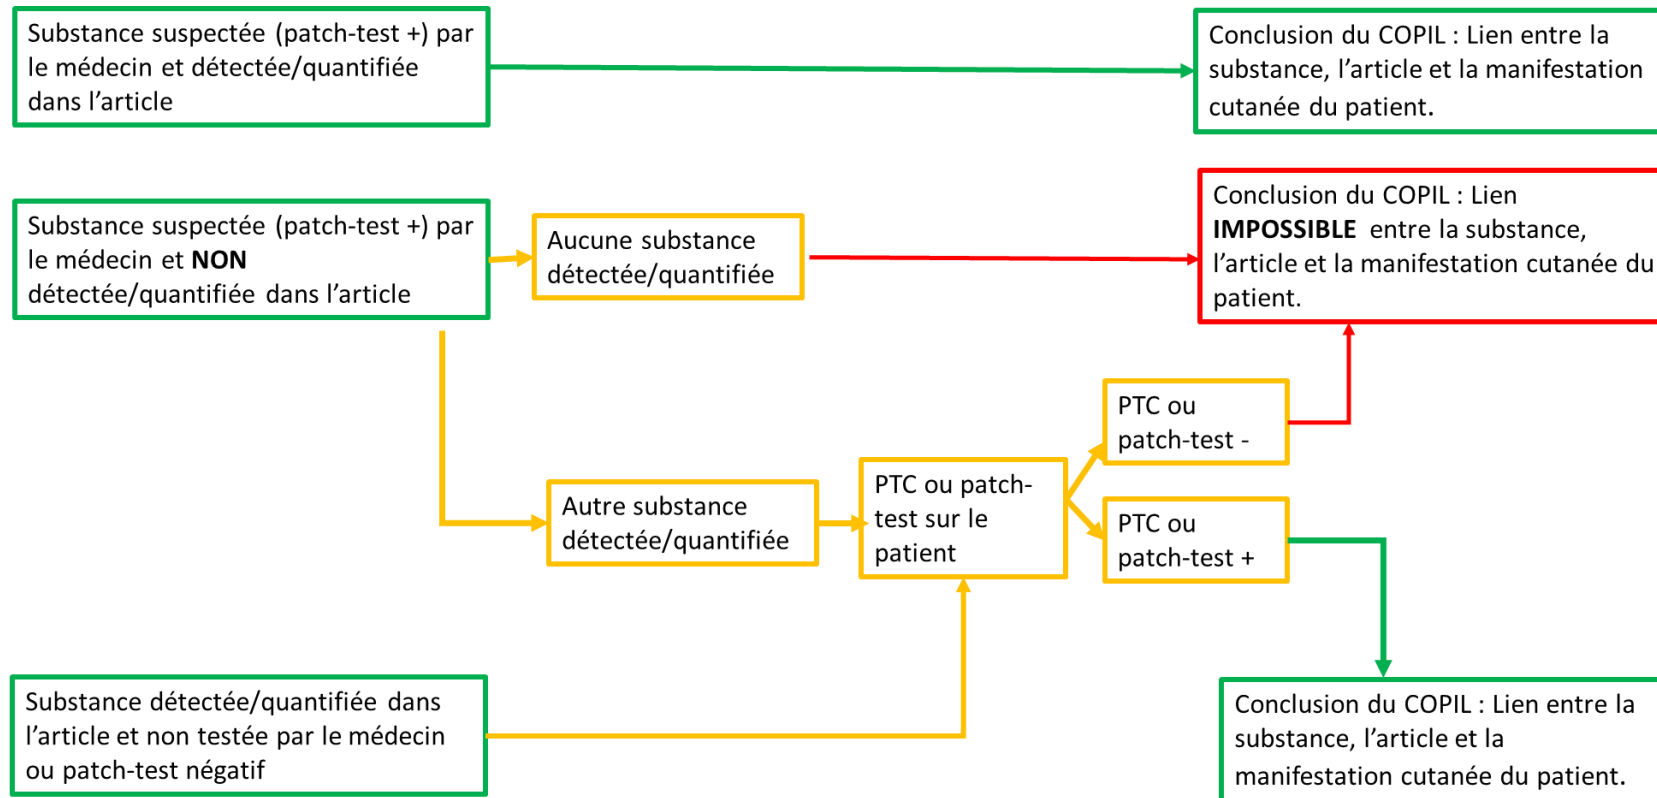 Substance suspectée (patch-test +) par
le médecin et détectée/quantifiée
dans l’article
Conclusion du COPIL : Lien entre la
substance, l’article et la manifestation
cutanée du patient.
Substance suspectée (patch-test +) par
le médecin et NON
détectée/quantifiée dans l’article
Aucune substance
détectée/quantifiée
Conclusion du COPIL : Lien
IMPOSSIBLE entre la substance,
l’article et la manifestation cutanée du
patient.
PTC ou
patch-test -
Autre substance
détectée/quantifiée
PTC ou patch-
test sur le
patient
PTC ou
patch-test +
Substance détectée/quantifiée dans
l’article et non testée par le médecin
ou patch-test négatif
Conclusion du COPIL : Lien entre la
substance, l’article et la
manifestation cutanée du patient.